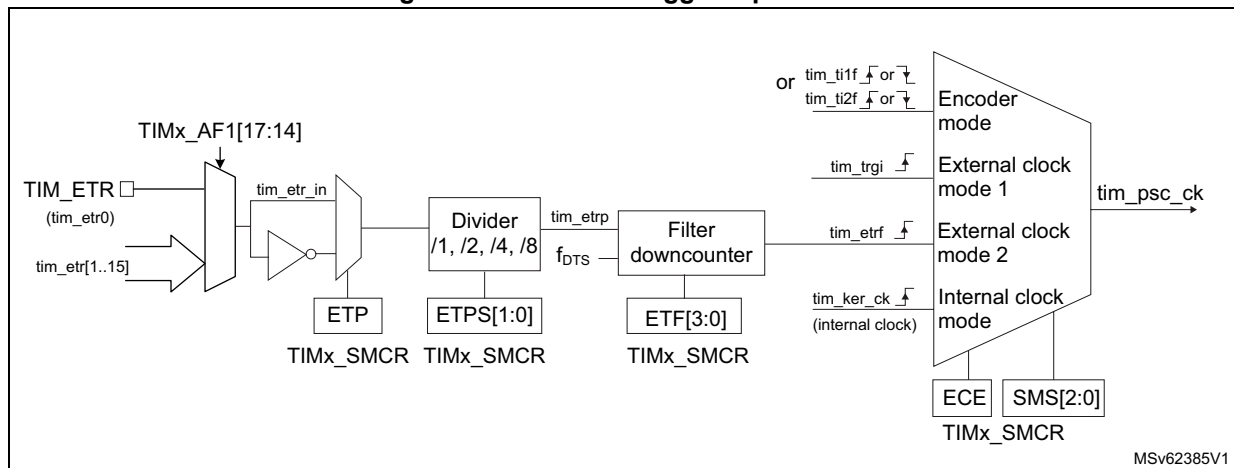 or tim_ti1f or
tim_ti2f or
Encoder
mode
TIMx_AF1[17:14]
TIM_ETR
(tim_etr0)
tim_etr[1..15]
tim_etr_in
ETP
TIMx_SMCR
Divider
/1, /2, /4, /8
ETPS[1:0]
TIMx_SMCR
tim_etrp
fDTS
Filter
downcounter
ETF[3:0]
TIMx_SMCR
tim_trgi
External clock
mode 1
tim_etrf
External clock
mode 2
tim_ker_ck
(internal clock)
Internal clock
mode
tim_psc_ck
ECE
SMS[2:0]
TIMx_SMCR
MSv62385V1